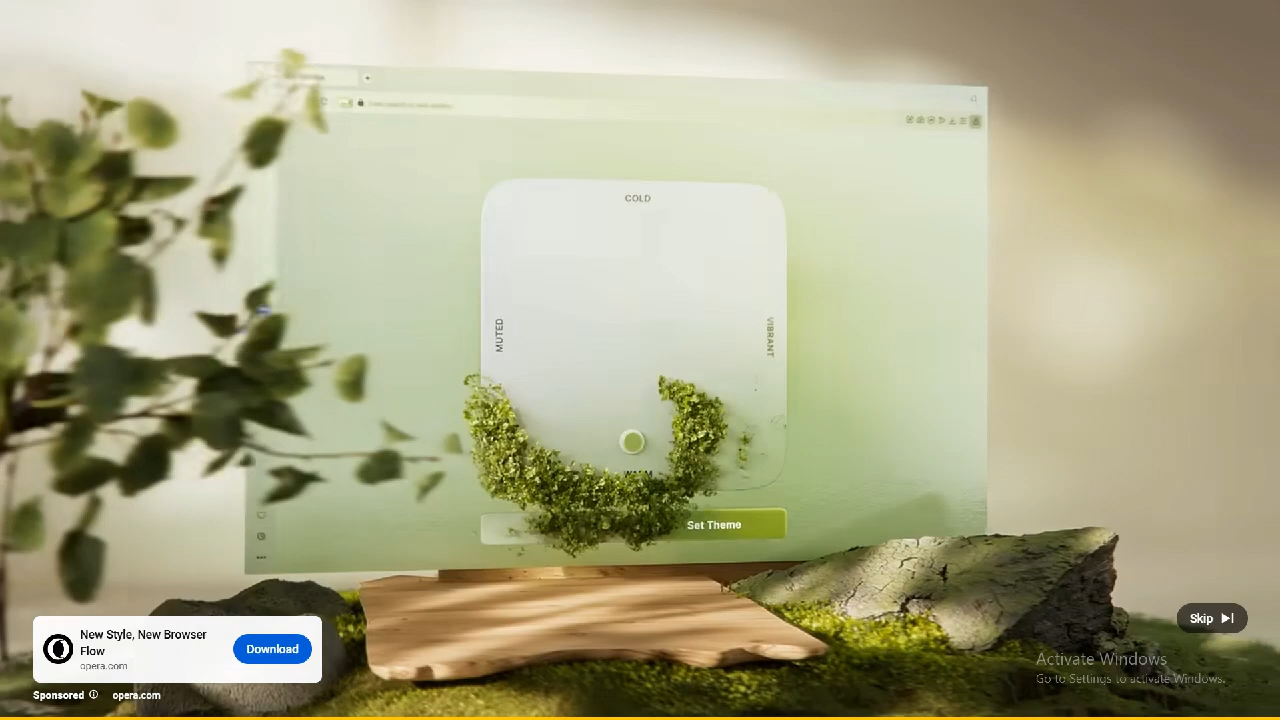 COLD
MUTED
VIBRANT
Set Theme
New Style, New Browser
Flow
opera.com
Download
Skip
Activate Windows
Go to Settings to activate Windows.
Sponsored
opera.com